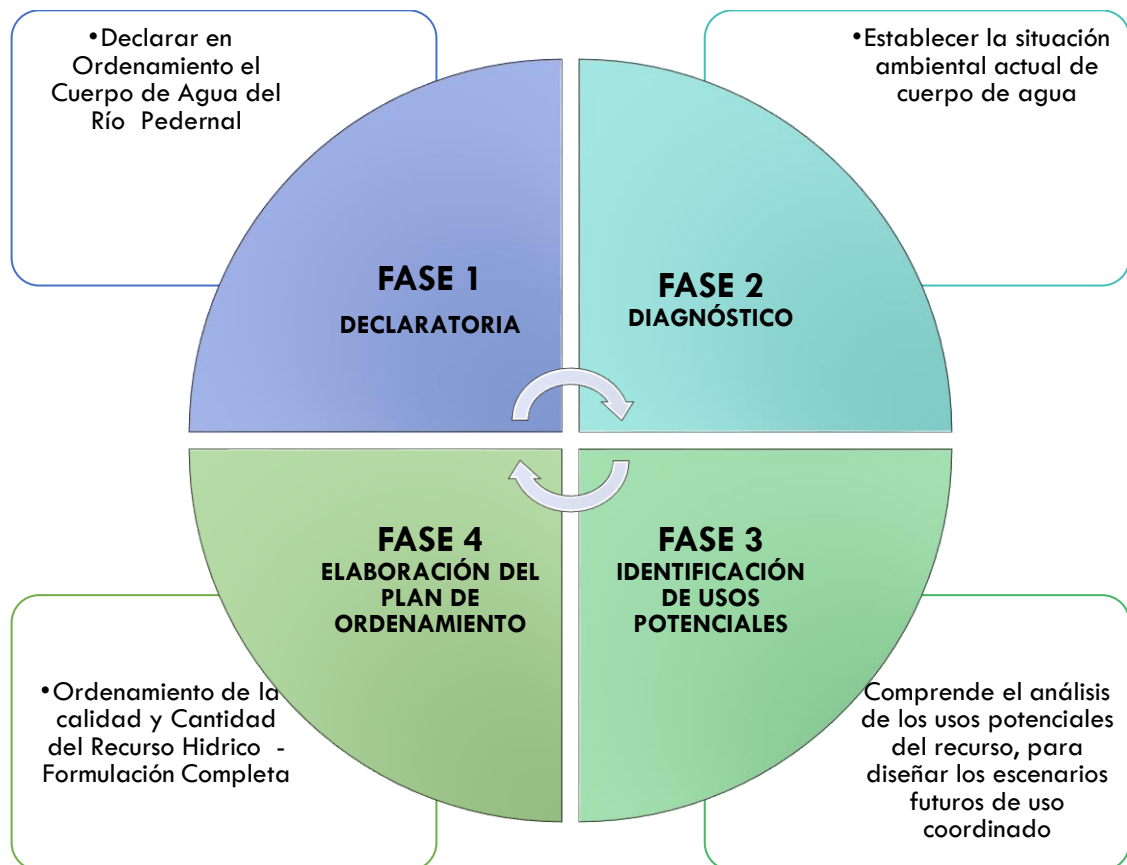 •Declarar en
Ordenamiento el
Cuerpo de Agua del
Río Pedernal
•Establecer la situación
ambiental actual de
cuerpo de agua
FASE 1
DECLARATORIA
FASE 2
DIAGNÓSTICO
FASE 4
ELABORACIÓN DEL
PLAN DE
ORDENAMIENTO
FASE 3
IDENTIFICACIÓN
DE USOS
POTENCIALES
•Ordenamiento de la
calidad y Cantidad
del Recurso Hidrico -
Formulación Completa
Comprende el análisis
de los usos potenciales
del recurso, para
diseñar los escenarios
futuros de uso
coordinado